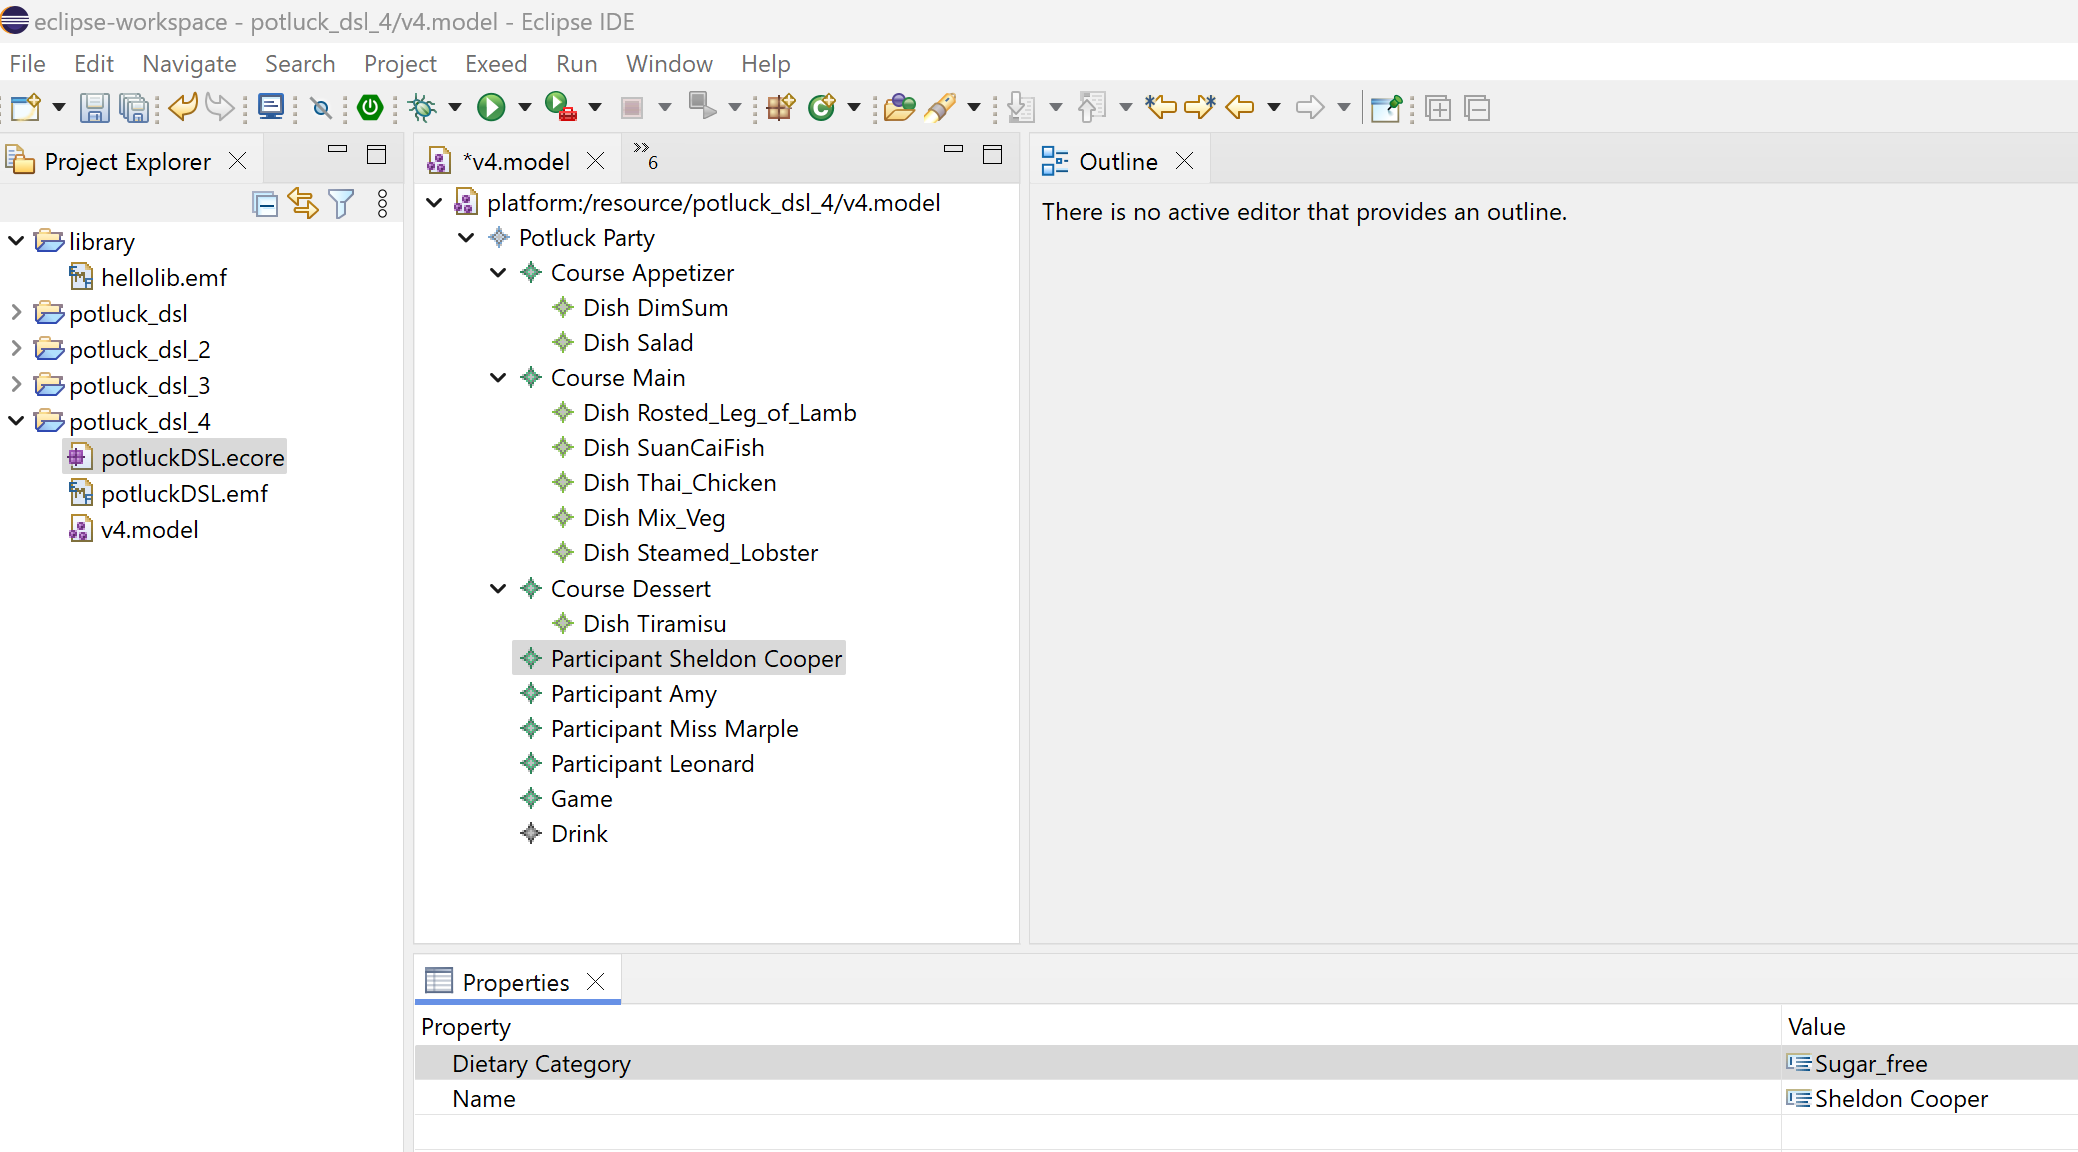 eclipse-workspace - potluck_dsl_4/v4.model - Eclipse IDE
File Edit Navigate Search Project Exeed Run Window Help
Project Explorer
library
hellolib.emf
potluck_dsl
potluck_dsl_2
potluck_dsl_3
potluck_dsl_4
potluckDSL.ecore
potluckDSL.emf
v4.model
*v4.model
»6
platform:/resource/potluck_dsl_4/v4.model
Potluck Party
Course Appetizer
Dish DimSum
Dish Salad
Course Main
Dish Rosted_Leg_of_Lamb
Dish SuanCaiFish
Dish Thai_Chicken
Dish Mix_Veg
Dish Steamed_Lobster
Course Dessert
Dish Tiramisu
Participant Sheldon Cooper
Participant Amy
Participant Miss Marple
Participant Leonard
Game
Drink
Outline
There is no active editor that provides an outline.
Properties
Property Value
Dietary Category Sugar_free
Name Sheldon Cooper